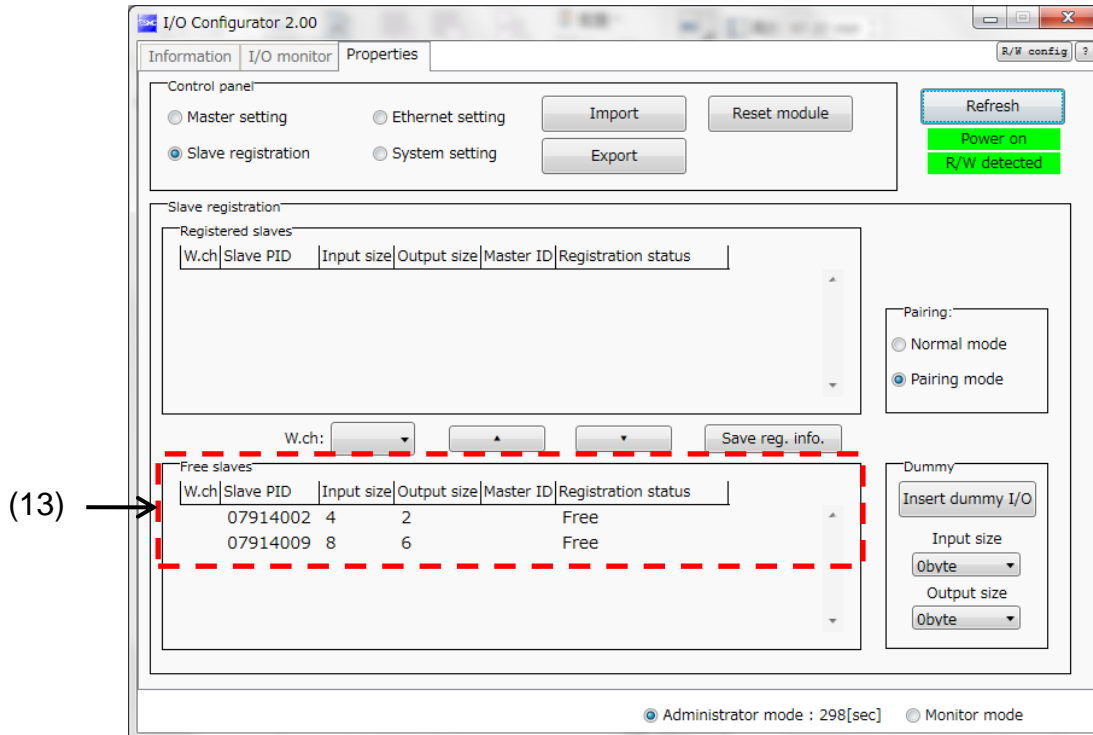 SMC I/O Configurator 2.00
Information I/O monitor Properties R/W config ?
Control panel
Master setting Ethernet setting Import Reset module Refresh
Power on
Slave registration System setting Export R/W detected
Slave registration
Registered slaves
W.ch Slave PID Input size Output size Master ID Registration status
Pairing:
Normal mode
Pairing mode
W.ch: Save reg. info.
Free slaves Dummy
W.ch Slave PID Input size Output size Master ID Registration status Insert dummy I/O
(13)
07914002 4 2 Free
07914009 8 6 Free
Input size
0byte
Output size
0byte
Administrator mode : 298[sec] Monitor mode